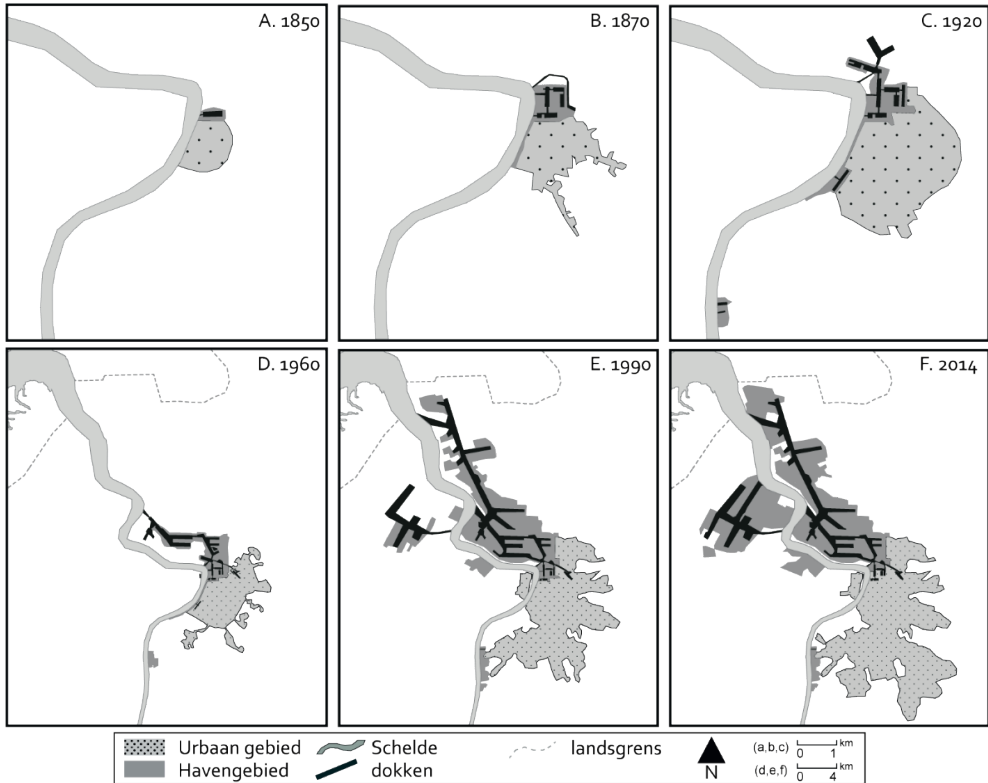 A. 1850
B. 1870
C. 1920
D. 1960
E. 1990
F. 2014
Urbaan gebied
Havengebied
Schelde
dokken
landsgrens
N
(a,b,c) 0 1 km
(d,e,f) 0 4 km